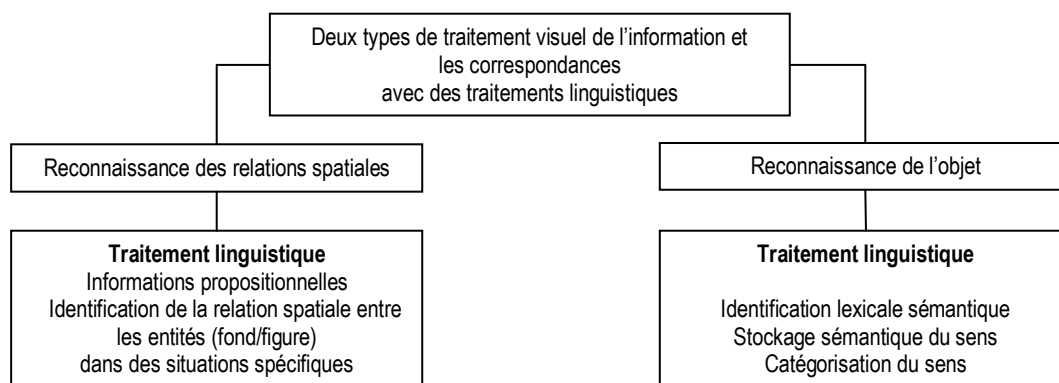 Deux types de traitement visuel de l’information et
les correspondances
avec des traitements linguistiques
Reconnaissance des relations spatiales
Reconnaissance de l’objet
Traitement linguistique
Informations propositionnelles
Identification de la relation spatiale entre
les entités (fond/figure)
dans des situations spécifiques
Traitement linguistique
Identification lexicale sémantique
Stockage sémantique du sens
Catégorisation du sens